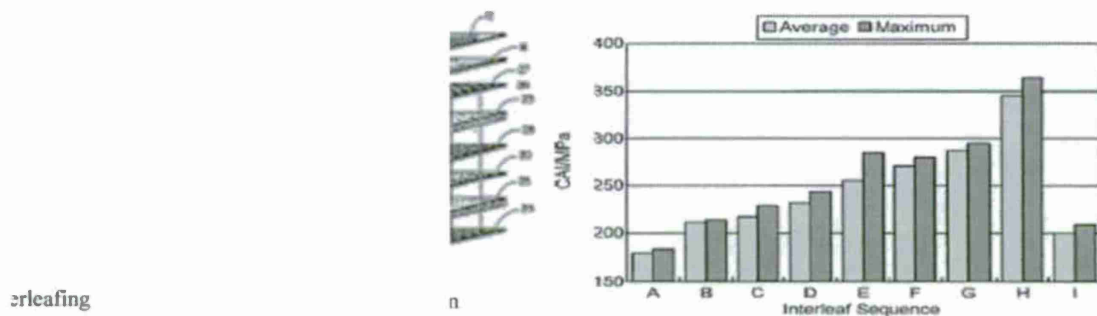 Average Maximum
400
350
300
250
200
150
CAI/MPa
A B C D E F G H I
Interleaf Sequence
erleafing
n